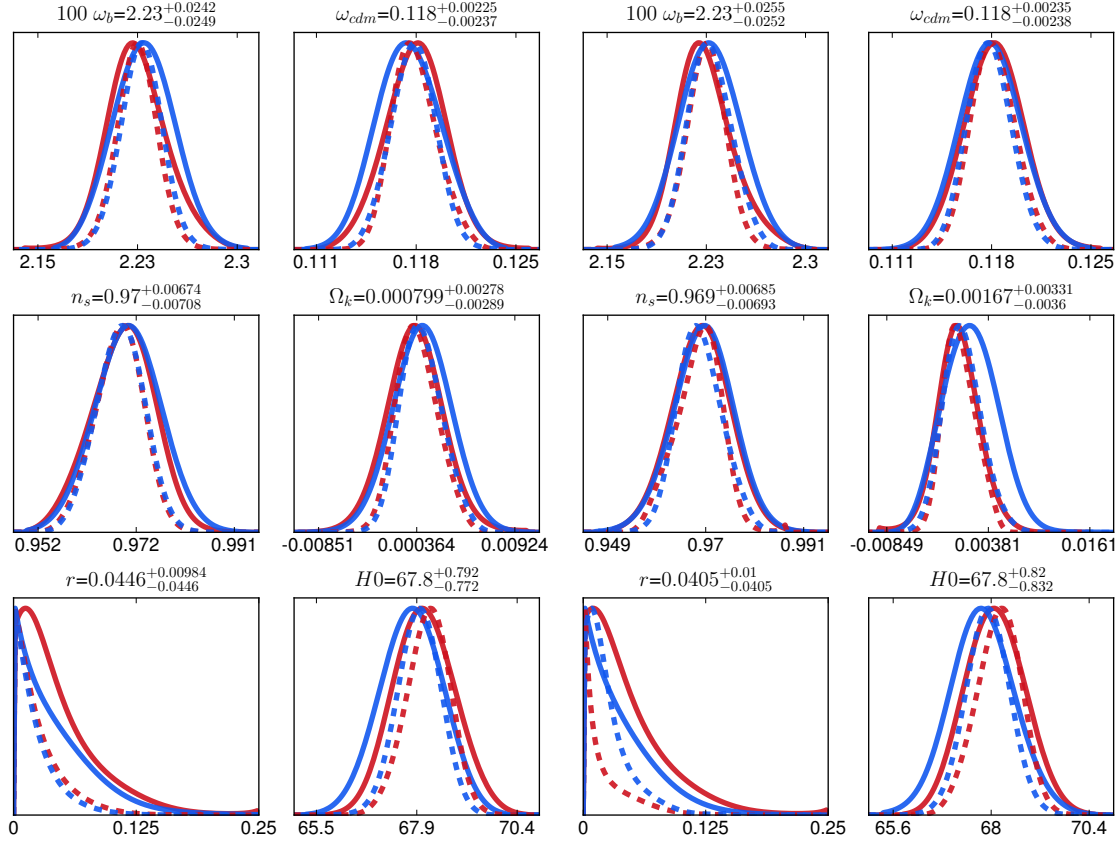 100 ω_b=2.23^{+0.0242}_{-0.0249} ω_{cdm}=0.118^{+0.00225}_{-0.00237} 100 ω_b=2.23^{+0.0255}_{-0.0252} ω_{cdm}=0.118^{+0.00235}_{-0.00238}
2.15 2.23 2.3 0.111 0.118 0.125 2.15 2.23 2.3 0.111 0.118 0.125
n_s=0.97^{+0.00674}_{-0.00708} Ω_k=0.000799^{+0.00278}_{-0.00289} n_s=0.969^{+0.00685}_{-0.00693} Ω_k=0.00167^{+0.00331}_{-0.0036}
0.952 0.972 0.991 -0.00851 0.000364 0.00924 0.949 0.97 0.991 -0.00849 0.00381 0.0161
r=0.0446^{+0.00984}_{-0.0446} H0=67.8^{+0.792}_{-0.772} r=0.0405^{+0.01}_{-0.0405} H0=67.8^{+0.82}_{-0.832}
0 0.125 0.25 65.5 67.9 70.4 0 0.125 0.25 65.6 68 70.4